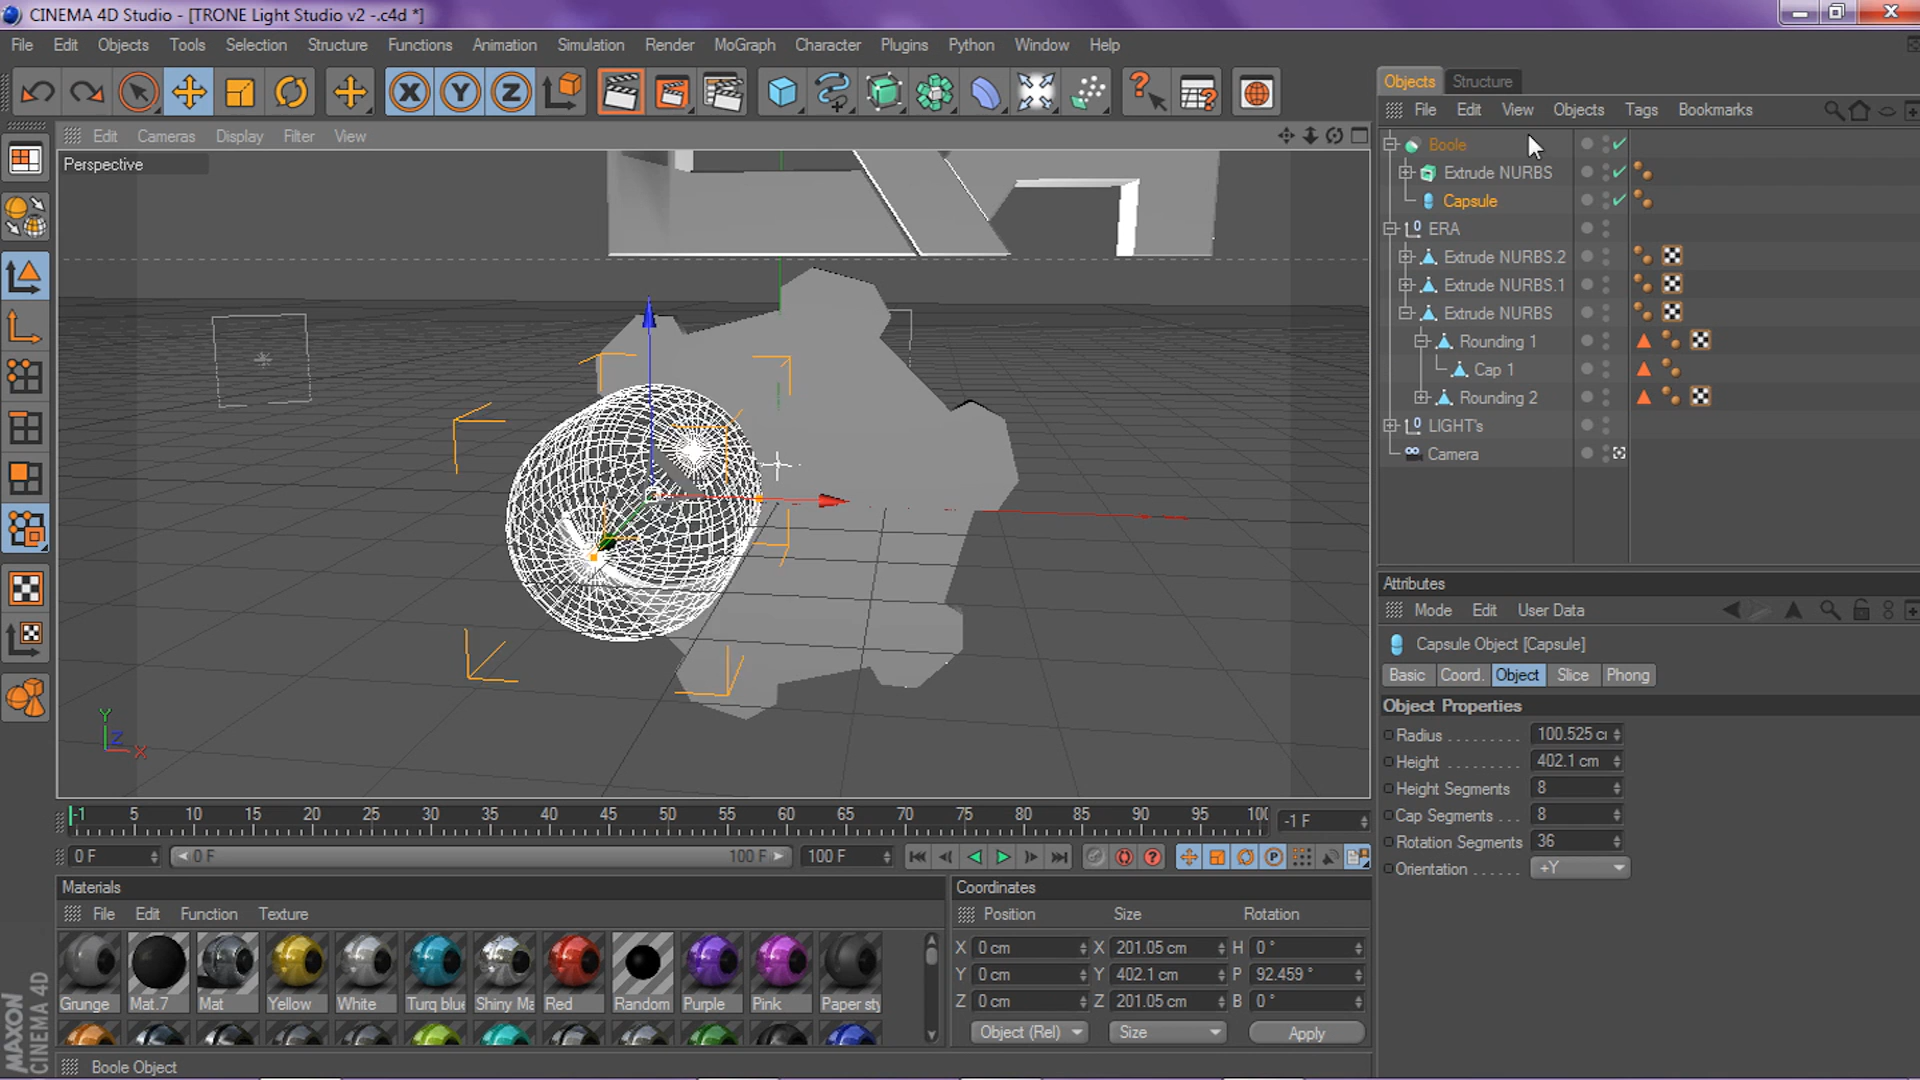 CINEMA 4D Studio - [TRONE Light Studio v2 -.c4d *]
File Edit Objects Tools Selection Structure Functions Animation Simulation Render MoGraph Character Plugins Python Window Help
Edit Cameras Display Filter View
Perspective
Objects Structure
File Edit View Objects Tags Bookmarks
Boole
Extrude NURBS
Capsule
ERA
Extrude NURBS.2
Extrude NURBS.1
Extrude NURBS
Rounding 1
Cap 1
Rounding 2
LIGHT's
Camera
Attributes
Mode Edit User Data
Capsule Object [Capsule]
Basic Coord. Object Slice Phong
Object Properties
Radius 100.525
Height 402.1 cm
Height Segments 8
Cap Segments 8
Rotation Segments 36
Orientation +Y
Y Z X
-1 5 10 15 20 25 30 35 40 45 50 55 60 65 70 75 80 85 90 95 -1 F
0 F 0 F 100 F 100 F
Materials
File Edit Function Texture
Grunge Mat.7 Mat Yellow White Turq blue Shiny Ma Red Random Purple Pink Paper sty
Coordinates
Position Size Rotation
X 0 cm X 201.05 cm H 0 °
Y 0 cm Y 402.1 cm P 92.459 °
Z 0 cm Z 201.05 cm B 0 °
Object (Rel) Size Apply
MAXON
CINEMA 4D
Boole Object